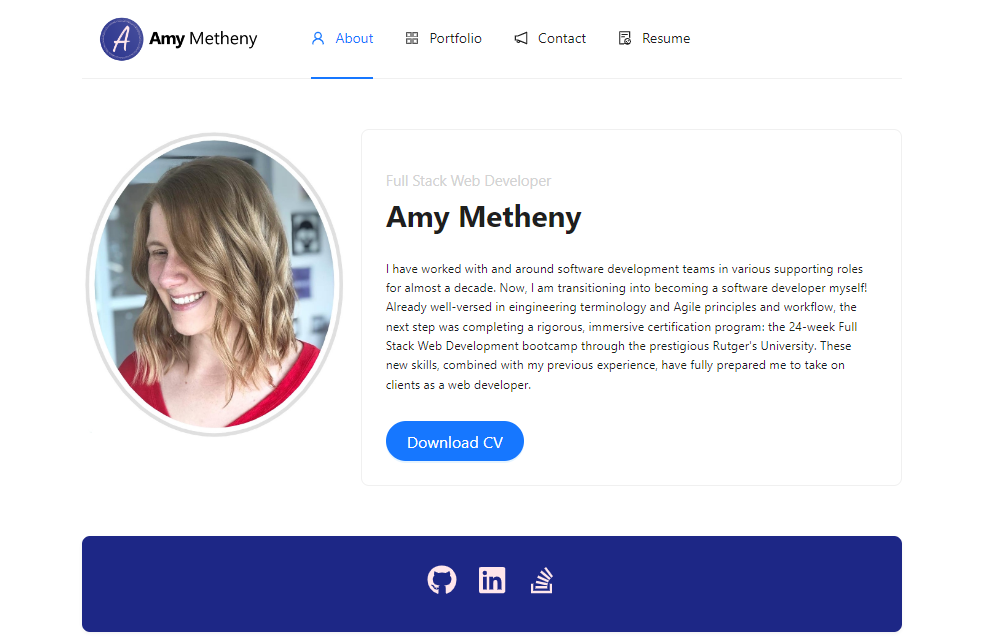 A Amy Metheny
About
Portfolio
Contact
Resume
Full Stack Web Developer
Amy Metheny
I have worked with and around software development teams in various supporting roles
for almost a decade. Now, I am transitioning into becoming a software developer myself!
Already well-versed in eingineering terminology and Agile principles and workflow, the
next step was completing a rigorous, immersive certification program: the 24-week Full
Stack Web Development bootcamp through the prestigious Rutger's University. These
new skills, combined with my previous experience, have fully prepared me to take on
clients as a web developer.
Download CV
in